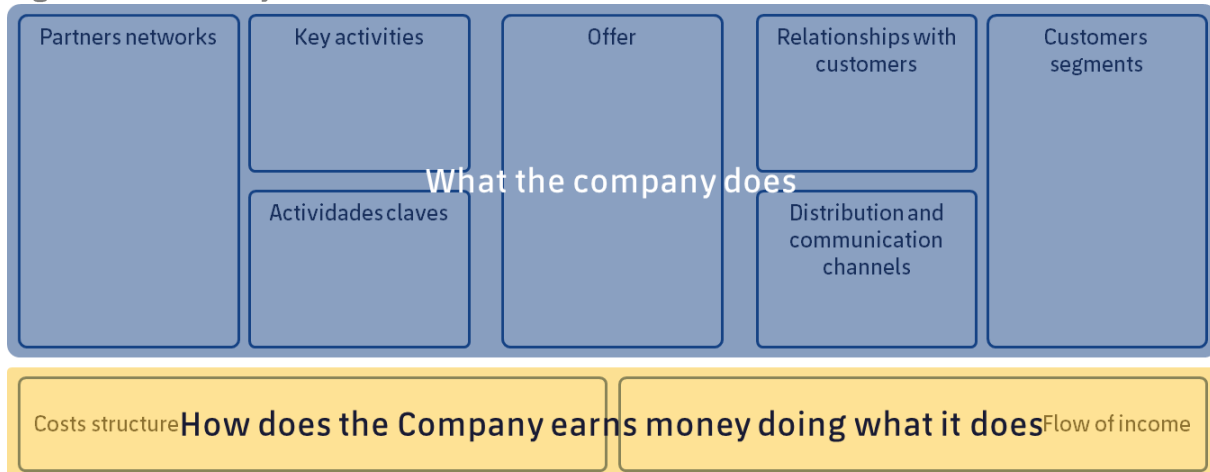 Partners networks
Key activities
Offer
Relationships with
customers
Customers
segments
What the company does
Actividades claves
Distribution and
communication
channels
Costs structure
How does the Company earns money doing what it does
Flow of income